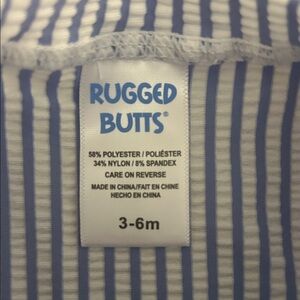 RUGGED
BUTTS®
58% POLYESTER / POLIÉSTER
34% NYLON / 8% SPANDEX
CARE ON REVERSE
MADE IN CHINA/FAIT EN CHINE
HECHO EN CHINA
3-6m